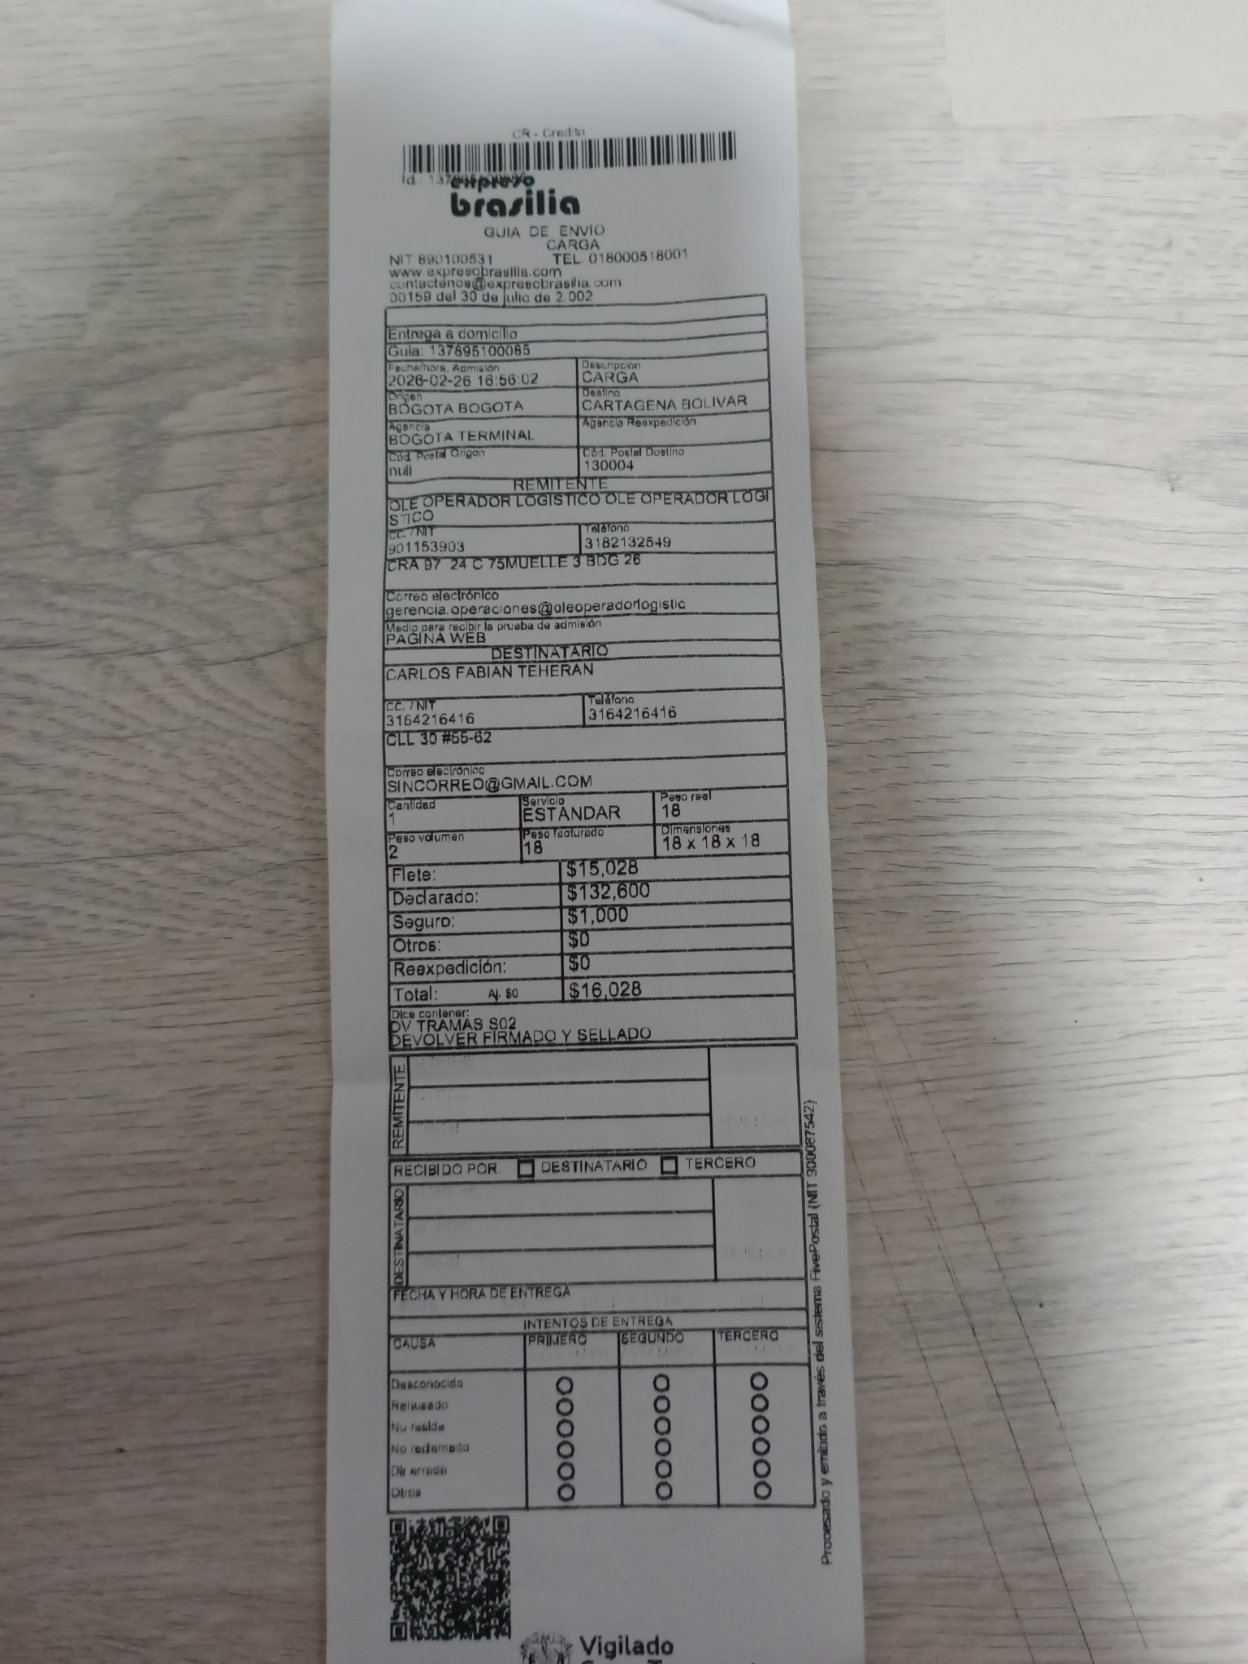 CR - Credito
Id.: 137
expreso
brasilia
GUIA DE ENVIO
CARGA
NIT 890100531 TEL. 018000518001
www.expresobrasilia.com
contactenos@expresobrasilia.com
00159 del 30 de julio de 2.002
Entrega a domicilio
Guia: 137895100085
Fecha/hora, Admisión Descripción
2026-02-26 16:56:02 CARGA
Origen Destino
BOGOTA BOGOTA CARTAGENA BOLIVAR
Agencia Agencia Reexpedición
BOGOTA TERMINAL
Cód. Postal Origen Cód. Postal Destino
null 130004
REMITENTE
OLE OPERADOR LOGISTICO OLE OPERADOR LOGI
STICO
CC. /NIT Teléfono
901153903 3182132549
CRA 97 24 C 75MUELLE 3 BDG 26
Correo electrónico
gerencia.operaciones@oleoperadorlogistic
Medio para recibir la prueba de admisión
PAGINA WEB
DESTINATARIO
CARLOS FABIAN TEHERAN
CC. /NIT Teléfono
3164216416 3164216416
CLL 30 #55-62
Correo electrónico
SINCORREO@GMAIL.COM
Cantidad Servicio Peso real
1 ESTANDAR 18
Peso volumen Peso facturado Dimensiones
2 18 18 x 18 x 18
Flete: $15,028
Declarado: $132,600
Seguro: $1,000
Otros: $0
Reexpedición: $0
Total: Aj. $0 $16,028
Dice contener:
DV TRAMAS S02
DEVOLVER FIRMADO Y SELLADO
REMITENTE
RECIBIDO POR: DESTINATARIO TERCERO
DESTINATARIO
FECHA Y HORA DE ENTREGA
INTENTOS DE ENTREGA
CAUSA PRIMERO SEGUNDO TERCERO
Desconocido
Rehusado
No reside
No reclamado
Dir errada
Otros
Procesado y emitido a través del sistema FivePostal (NIT 900087542)
Vigilado